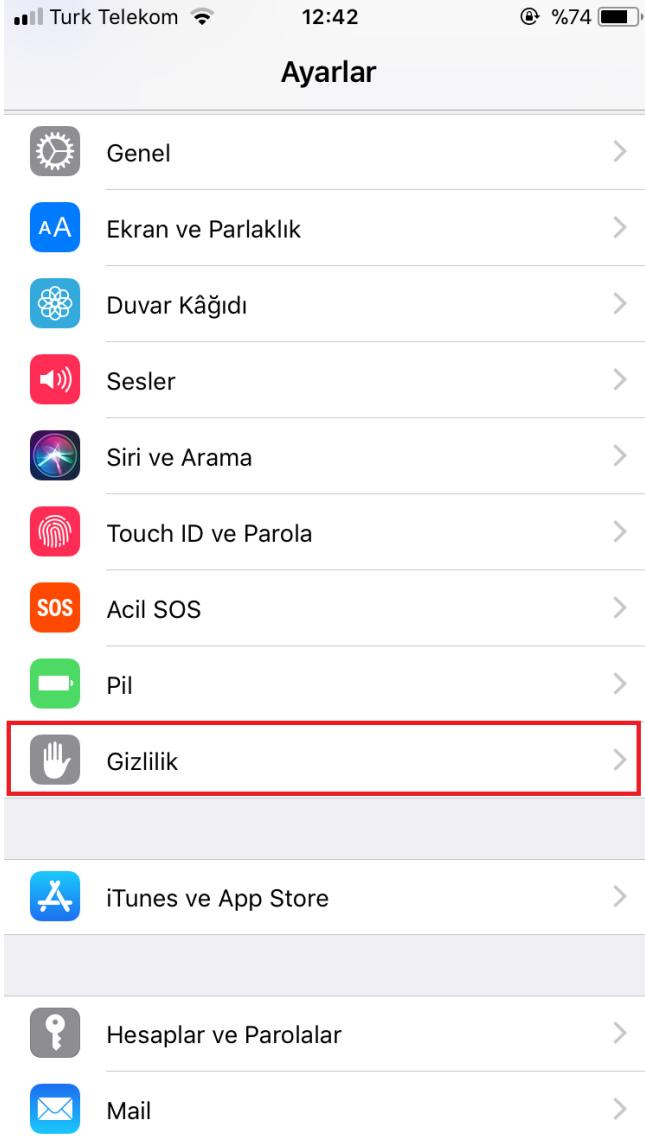 Turk Telekom 12:42 %74
Ayarlar
Genel
AA Ekran ve Parlaklık
Duvar Kâğıdı
Sesler
Siri ve Arama
Touch ID ve Parola
SOS Acil SOS
Pil
Gizlilik
iTunes ve App Store
Hesaplar ve Parolalar
Mail